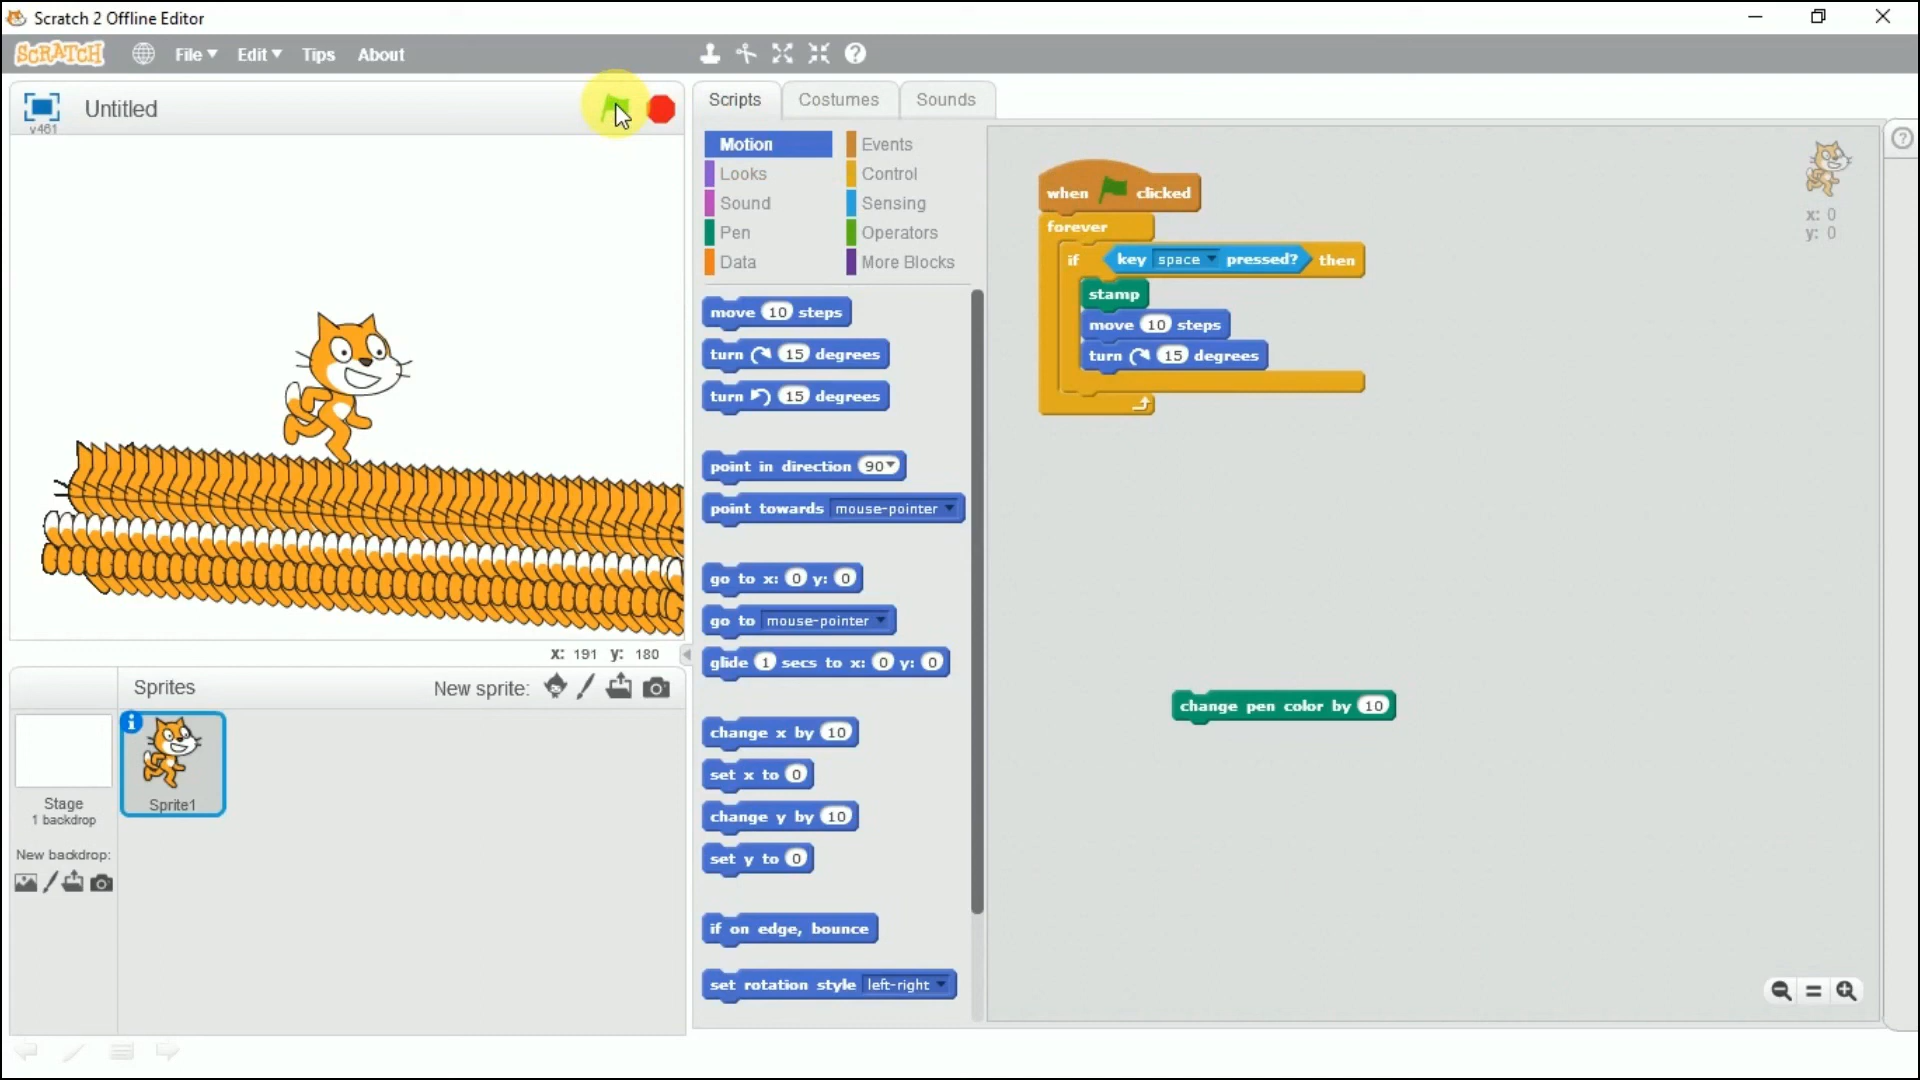 Scratch 2 Offline Editor
SCRATCH File Edit Tips About
v461 Untitled
Scripts Costumes Sounds
Motion Events
Looks Control
Sound Sensing
Pen Operators
Data More Blocks
move 10 steps
turn 15 degrees
turn 15 degrees
point in direction 90
point towards mouse-pointer
go to x: 0 y: 0
go to mouse-pointer
glide 1 secs to x: 0 y: 0
change x by 10
set x to 0
change y by 10
set y to 0
if on edge, bounce
set rotation style left-right
when clicked
forever
if key space pressed? then
stamp
move 10 steps
turn 15 degrees
change pen color by 10
x: 0
y: 0
x: 191 y: 180
Sprites New sprite:
Sprite1
Stage
1 backdrop
New backdrop: